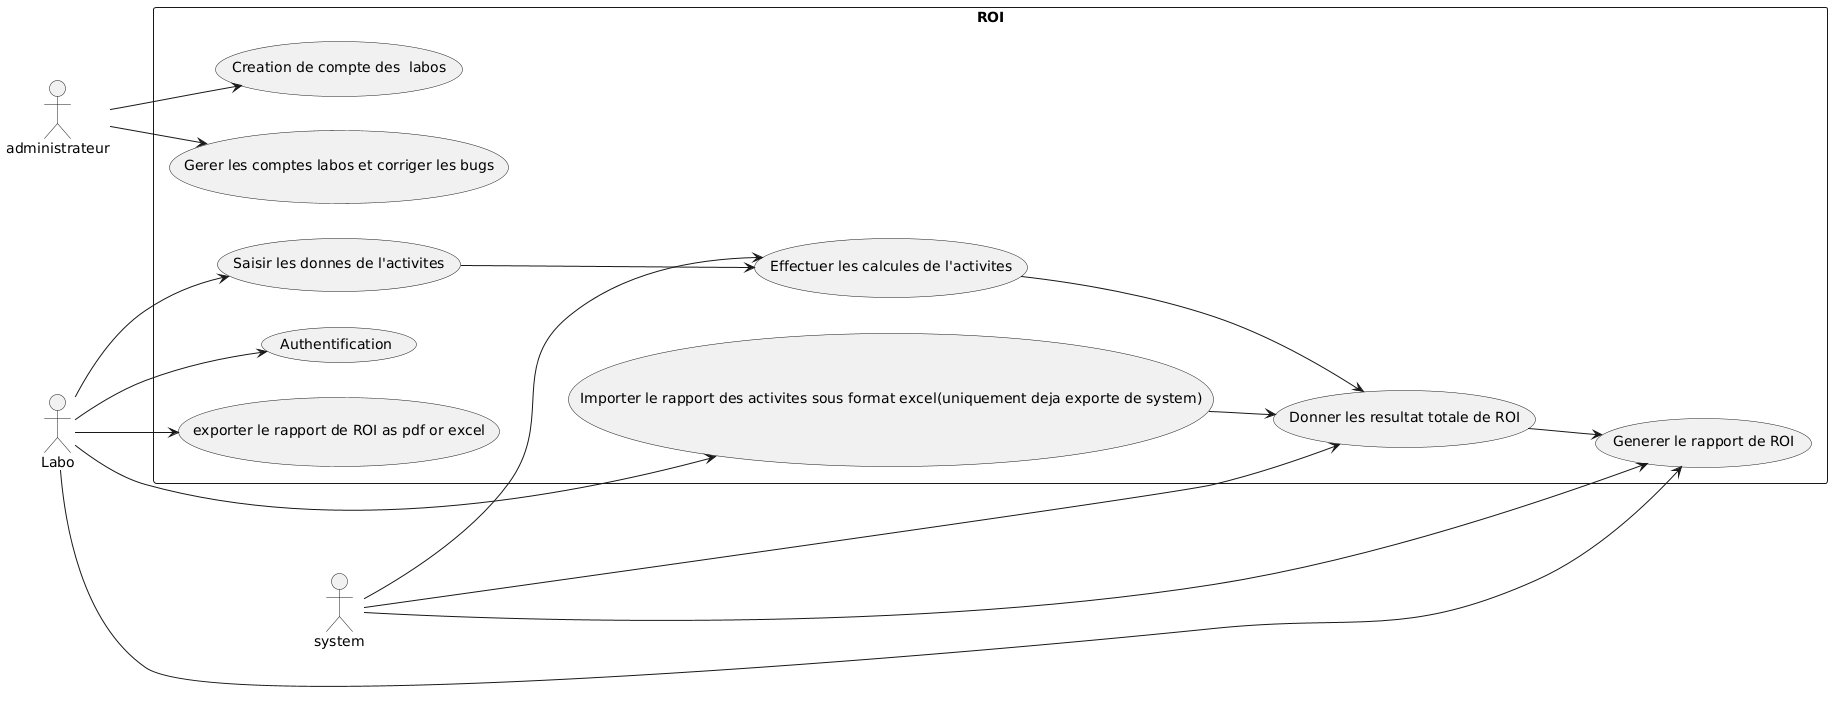 ROI
Creation de compte des  labos
administrateur
Gerer les comptes labos et corriger les bugs
Saisir les donnes de l'activites
Effectuer les calcules de l'activites
Authentification
Importer le rapport des activites sous format excel(uniquement deja exporte de system)
Donner les resultat totale de ROI
exporter le rapport de ROI as pdf or excel
Generer le rapport de ROI
Labo
system